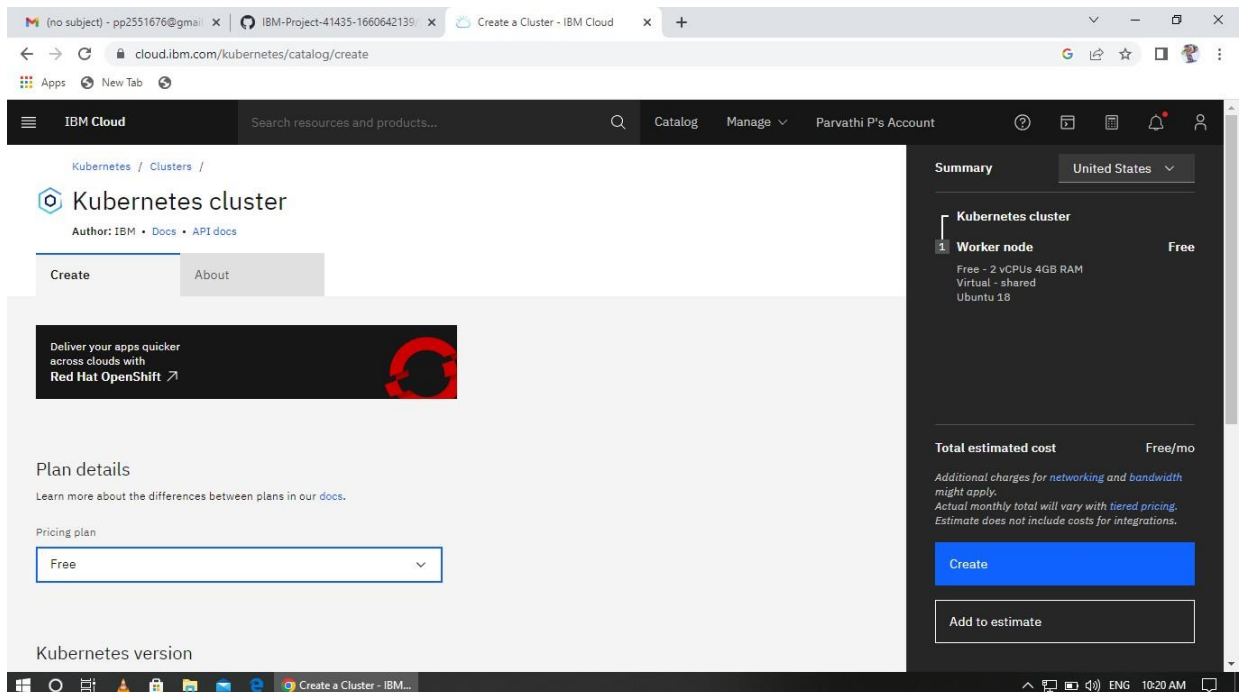 (no subject) - pp2551676@gmai
IBM-Project-41435-1660642139/
Create a Cluster - IBM Cloud
cloud.ibm.com/kubernetes/catalog/create
Apps
New Tab
IBM Cloud
Search resources and products...
Catalog
Manage
Parvathi P's Account
Kubernetes / Clusters /
Kubernetes cluster
Author: IBM • Docs • API docs
Create
About
Deliver your apps quicker
across clouds with
Red Hat OpenShift
Plan details
Learn more about the differences between plans in our docs.
Pricing plan
Free
Kubernetes version
Summary
United States
Kubernetes cluster
1 Worker node Free
Free - 2 vCPUs 4GB RAM
Virtual - shared
Ubuntu 18
Total estimated cost Free/mo
Additional charges for networking and bandwidth
might apply.
Actual monthly total will vary with tiered pricing.
Estimate does not include costs for integrations.
Create
Add to estimate
Create a Cluster - IBM...
ENG 10:20 AM